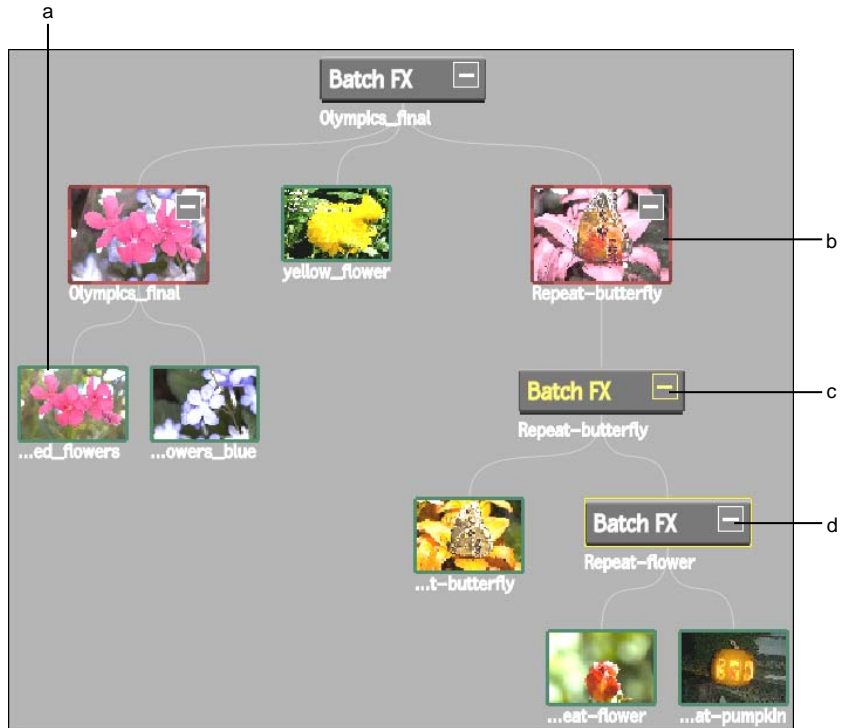 a
Batch FX
Olympics_final
Olympics_final
yellow_flower
Repeat-butterfly
b
...ed_flowers
...owers_blue
Batch FX
c
Repeat-butterfly
Batch FX
d
...t-butterfly
Repeat-flower
...eat-flower
...at-pumpkin